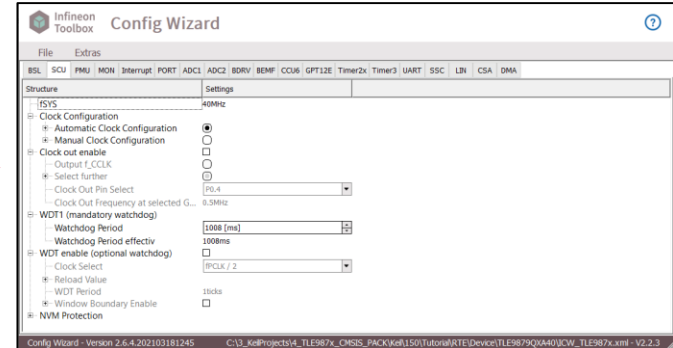 Infineon Toolbox Config Wizard ?
File Extras
BSL SCU PMU MON Interrupt PORT ADC1 ADC2 BDRV BEMF CCU6 GPT12E Timer2x Timer3 UART SSC LIN CSA DMA
Structure Settings
fSYS 40MHz
Clock Configuration
Automatic Clock Configuration
Manual Clock Configuration
Clock out enable
Output f_CCLK
Select further
Clock Out Pin Select P0.4
Clock Out Frequency at selected G... 0.5MHz
WDT1 (mandatory watchdog)
Watchdog Period 1008 [ms]
Watchdog Period effectiv 1008ms
WDT enable (optional watchdog)
Clock Select fPCLK / 2
Reload Value
WDT Period 1ticks
Window Boundary Enable
NVM Protection
Config Wizard - Version 2.6.4.202103181245 C:\3_KeilProjects\4_TLE987x_CMSIS_PACK\Keil\150\Tutorial\RTE\Device\TLE9879QXA40\ICW_TLE987x.xml - V2.2.3